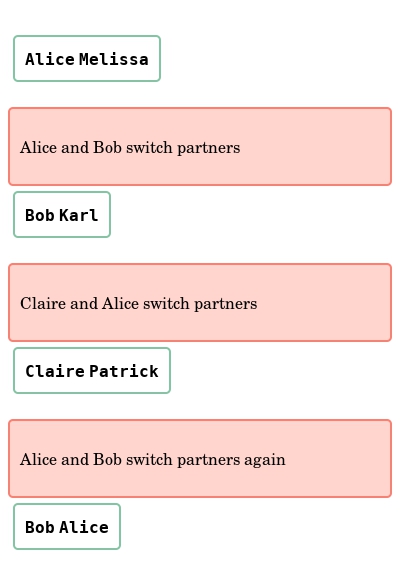 Alice Melissa
Alice and Bob switch partners
Bob Karl
Claire and Alice switch partners
Claire Patrick
Alice and Bob switch partners again
Bob Alice